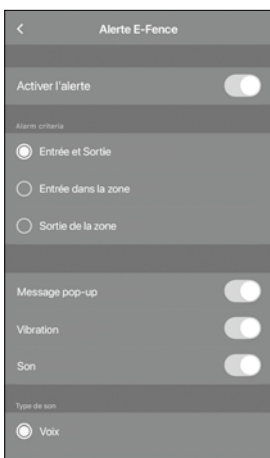 Alerte E-Fence
Activer l'alerte
Alarm criteria
Entrée et Sortie
Entrée dans la zone
Sortie de la zone
Message pop-up
Vibration
Son
Type de son
Voix